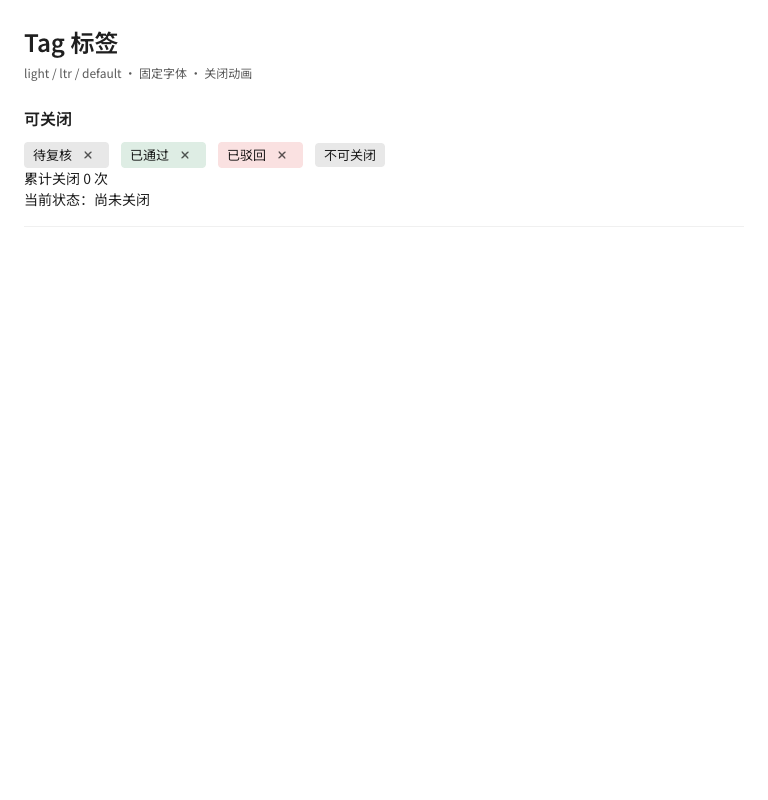 Tag 标签
light / ltr / default ・ 固定字体 ・ 关闭动画
可关闭
待复核 × 已通过 × 已驳回 × 不可关闭
累计关闭 0 次
当前状态：尚未关闭